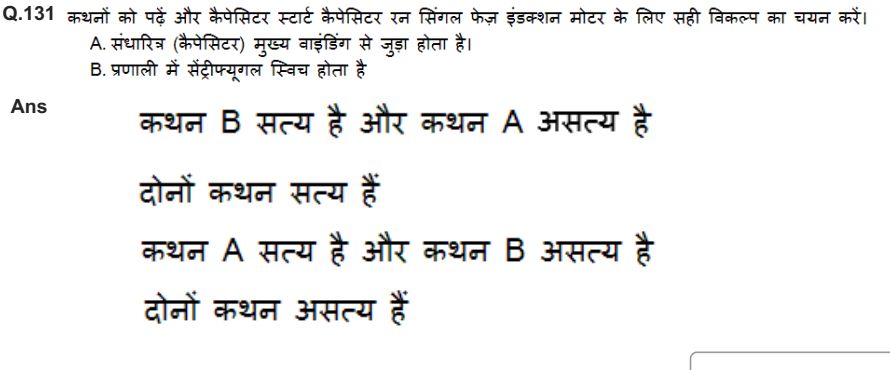 Q.131 कथनों को पढ़ें और कैपेसिटर स्टार्ट कैपेसिटर रन सिंगल फेज़ इंडक्शन मोटर के लिए सही विकल्प का चयन करें।
A. संधारित्र (कैपेसिटर) मुख्य वाइंडिंग से जुड़ा होता है।
B. प्रणाली में सेंट्रीफ्यूगल स्विच होता है
Ans
कथन B सत्य है और कथन A असत्य है
दोनों कथन सत्य हैं
कथन A सत्य है और कथन B असत्य है
दोनों कथन असत्य हैं